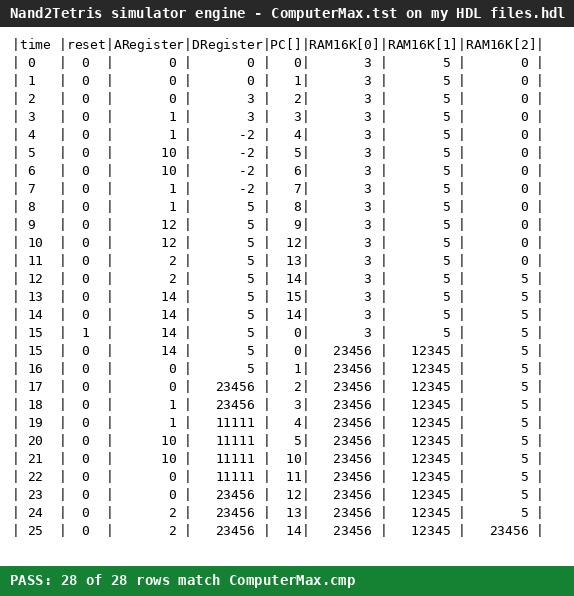 Nand2Tetris simulator engine - ComputerMax.tst on my HDL files.hdl
|time |reset|ARegister|DRegister|PC[]|RAM16K[0]|RAM16K[1]|RAM16K[2]|
| 0   |  0  |       0 |       0 |   0|       3 |       5 |       0 |
| 1   |  0  |       0 |       0 |   1|       3 |       5 |       0 |
| 2   |  0  |       0 |       3 |   2|       3 |       5 |       0 |
| 3   |  0  |       1 |       3 |   3|       3 |       5 |       0 |
| 4   |  0  |       1 |      -2 |   4|       3 |       5 |       0 |
| 5   |  0  |      10 |      -2 |   5|       3 |       5 |       0 |
| 6   |  0  |      10 |      -2 |   6|       3 |       5 |       0 |
| 7   |  0  |       1 |      -2 |   7|       3 |       5 |       0 |
| 8   |  0  |       1 |       5 |   8|       3 |       5 |       0 |
| 9   |  0  |      12 |       5 |   9|       3 |       5 |       0 |
| 10  |  0  |      12 |       5 |  12|       3 |       5 |       0 |
| 11  |  0  |       2 |       5 |  13|       3 |       5 |       0 |
| 12  |  0  |       2 |       5 |  14|       3 |       5 |       5 |
| 13  |  0  |      14 |       5 |  15|       3 |       5 |       5 |
| 14  |  0  |      14 |       5 |  14|       3 |       5 |       5 |
| 15  |  1  |      14 |       5 |   0|       3 |       5 |       5 |
| 15  |  0  |      14 |       5 |   0|   23456 |   12345 |       5 |
| 16  |  0  |       0 |       5 |   1|   23456 |   12345 |       5 |
| 17  |  0  |       0 |   23456 |   2|   23456 |   12345 |       5 |
| 18  |  0  |       1 |   23456 |   3|   23456 |   12345 |       5 |
| 19  |  0  |       1 |   11111 |   4|   23456 |   12345 |       5 |
| 20  |  0  |      10 |   11111 |   5|   23456 |   12345 |       5 |
| 21  |  0  |      10 |   11111 |  10|   23456 |   12345 |       5 |
| 22  |  0  |       0 |   11111 |  11|   23456 |   12345 |       5 |
| 23  |  0  |       0 |   23456 |  12|   23456 |   12345 |       5 |
| 24  |  0  |       2 |   23456 |  13|   23456 |   12345 |       5 |
| 25  |  0  |       2 |   23456 |  14|   23456 |   12345 |   23456 |
PASS: 28 of 28 rows match ComputerMax.cmp